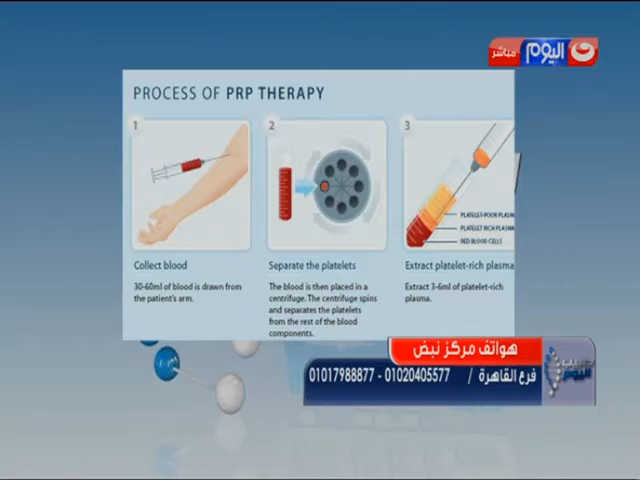 مباشر
اليوم
PROCESS OF PRP THERAPY
1
2
3
PLATELET-POOR PLASM
PLATELET-RICH PLASM
RED BLOOD CELLS
Collect blood
Separate the platelets
Extract platelet-rich plasma
30-60ml of blood is drawn from
the patient's arm.
The blood is then placed in a
centrifuge. The centrifuge spins
and separates the platelets
from the rest of the blood
components.
Extract 3-6ml of platelet-rich
plasma.
هواتف مركز نبض
فرع القاهرة / 01020405577 - 01017988877
اليوم